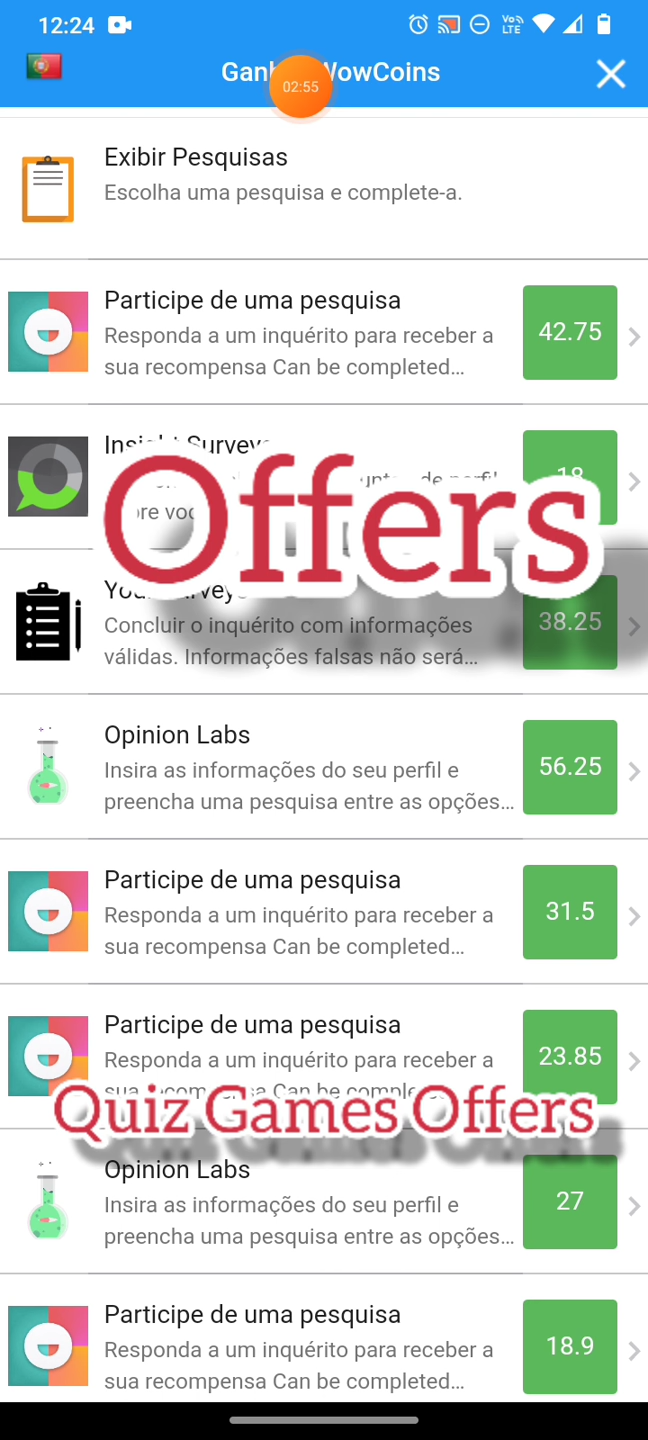 12:24
Vo LTE
WowCoins
02:55
Exibir Pesquisas
Escolha uma pesquisa e complete-a.
Participe de uma pesquisa
Responda a um inquérito para receber a
sua recompensa Can be completed…
42.75
Offers
18
Concluir o inquérito com informações
válidas. Informações falsas não será…
38.25
Opinion Labs
Insira as informações do seu perfil e
preencha uma pesquisa entre as opções…
56.25
Participe de uma pesquisa
Responda a um inquérito para receber a
sua recompensa Can be completed…
31.5
Participe de uma pesquisa
Responda a um inquérito para receber a
23.85
Quiz Games Offers
Opinion Labs
Insira as informações do seu perfil e
preencha uma pesquisa entre as opções…
27
Participe de uma pesquisa
Responda a um inquérito para receber a
sua recompensa Can be completed…
18.9